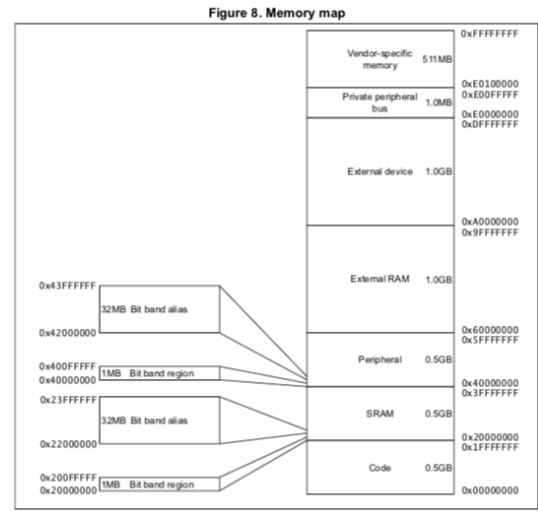 Figure 8. Memory map
0xFFFFFFFF
Vendor-specific
memory
511MB
0xE0100000
0xE00FFFFF
Private peripheral
bus
1.0MB
0xE0000000
0xDFFFFFFF
External device 1.0GB
0xA0000000
0x9FFFFFFF
External RAM 1.0GB
0x60000000
0x5FFFFFFF
Peripheral 0.5GB
0x40000000
0x3FFFFFFF
SRAM 0.5GB
0x20000000
0x1FFFFFFF
Code 0.5GB
0x00000000
0x43FFFFFF
32MB Bit band alias
0x42000000
0x400FFFFF
0x40000000
1MB Bit band region
0x23FFFFFF
32MB Bit band alias
0x22000000
0x200FFFFF
0x20000000
1MB Bit band region